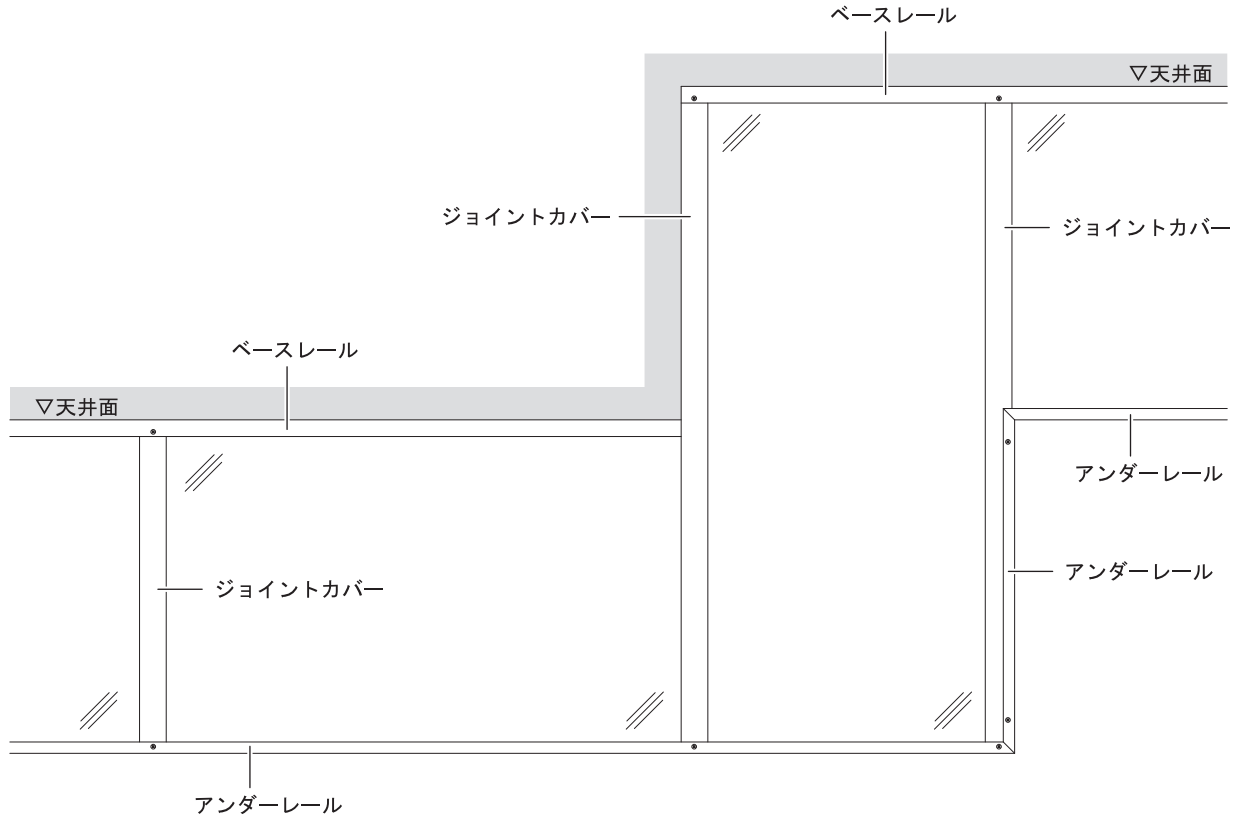 ベースレール
▽天井面
ジョイントカバー
ジョイントカバー
ベースレール
▽天井面
アンダーレール
アンダーレール
ジョイントカバー
アンダーレール